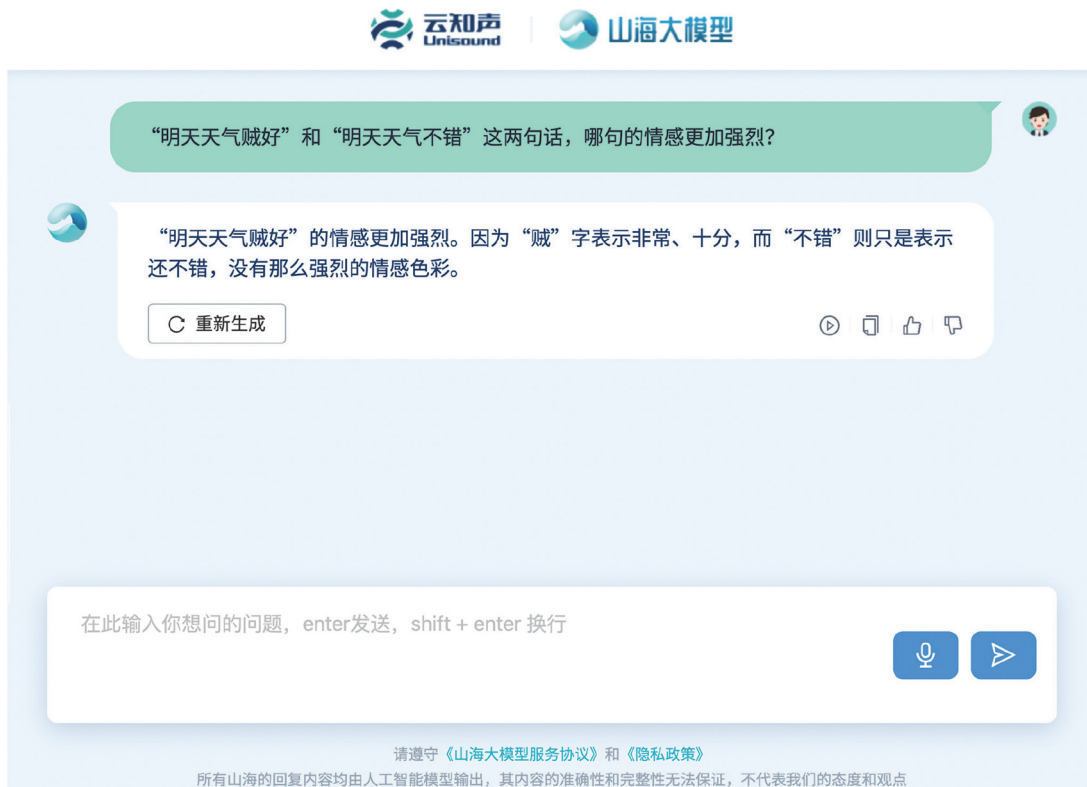 云知声
Unisound
山海大模型
“明天天气贼好”和“明天天气不错”这两句话，哪句的情感更加强烈？
“明天天气贼好”的情感更加强烈。因为“贼”字表示非常、十分，而“不错”则只是表示
还不错，没有那么强烈的情感色彩。
重新生成
在此输入你想问的问题，enter发送，shift + enter 换行
请遵守《山海大模型服务协议》和《隐私政策》
所有山海的回复内容均由人工智能模型输出，其内容的准确性和完整性无法保证，不代表我们的态度和观点